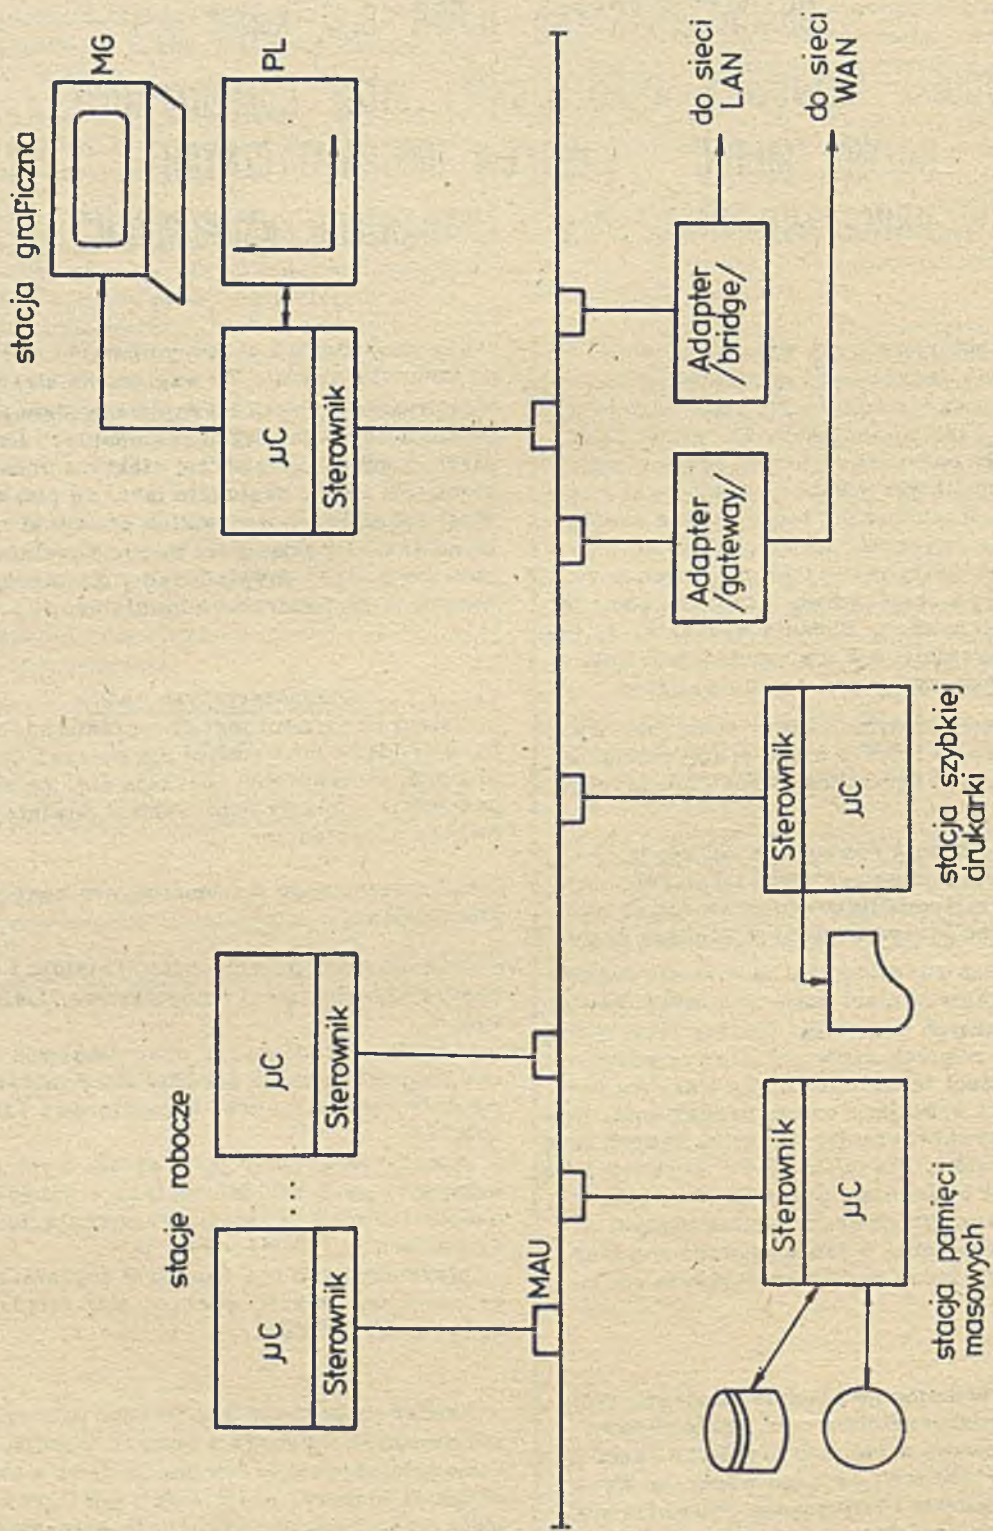 stacje robocze
μC
Sterownik
...
μC
Sterownik
stacja graficzna
MG
PL
μC
Sterownik
MAU
Sterownik
μC
stacja pamięci
masowych
Sterownik
μC
stacja szybkiej
drukarki
Adapter
/gateway/
Adapter
/bridge/
do sieci
LAN
do sieci
WAN